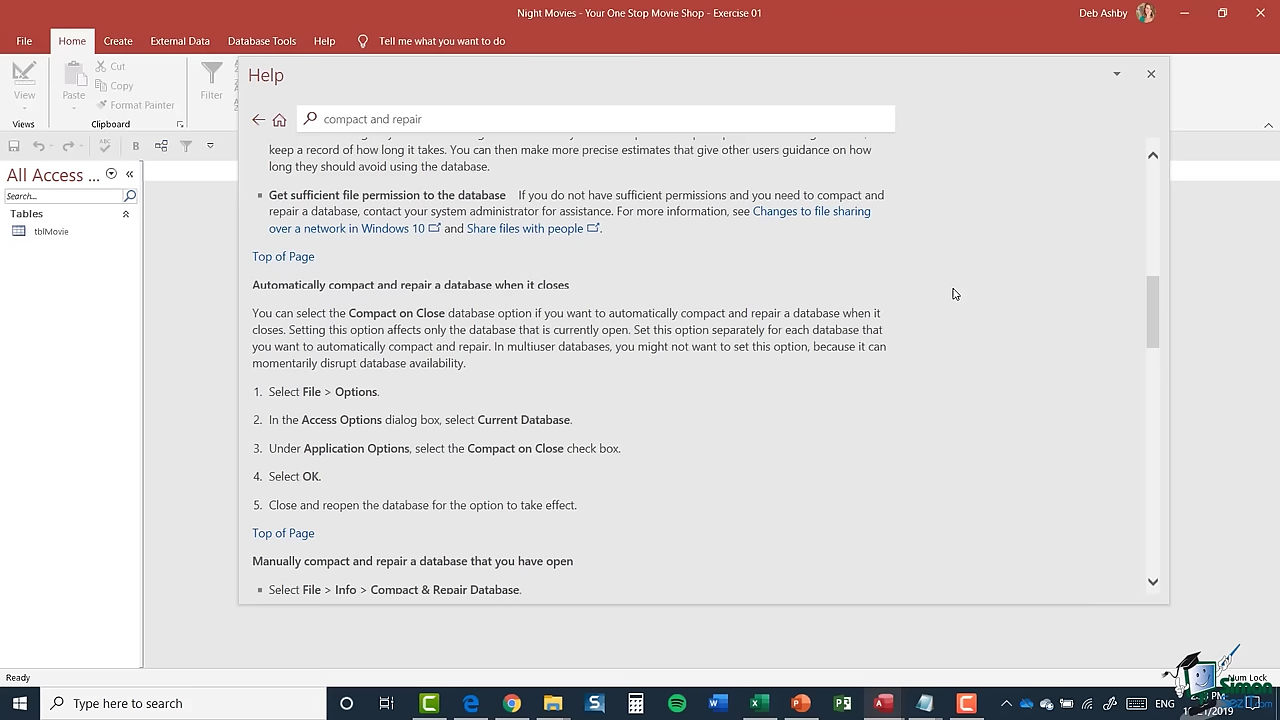 Night Movies - Your One Stop Movie Shop - Exercise 01
Deb Ashby
File Home Create External Data Database Tools Help Tell me what you want to do
View
Views
Paste
Cut
Copy
Format Painter
Clipboard
Filter
Help
compact and repair
All Access ...
Search...
Tables
tblMovie
keep a record of how long it takes. You can then make more precise estimates that give other users guidance on how
long they should avoid using the database.
Get sufficient file permission to the database If you do not have sufficient permissions and you need to compact and
repair a database, contact your system administrator for assistance. For more information, see Changes to file sharing
over a network in Windows 10 and Share files with people.
Top of Page
Automatically compact and repair a database when it closes
You can select the Compact on Close database option if you want to automatically compact and repair a database when it
closes. Setting this option affects only the database that is currently open. Set this option separately for each database that
you want to automatically compact and repair. In multiuser databases, you might not want to set this option, because it can
momentarily disrupt database availability.
1. Select File > Options.
2. In the Access Options dialog box, select Current Database.
3. Under Application Options, select the Compact on Close check box.
4. Select OK.
5. Close and reopen the database for the option to take effect.
Top of Page
Manually compact and repair a database that you have open
Select File > Info > Compact & Repair Database.
Ready
Num Lock
Type here to search